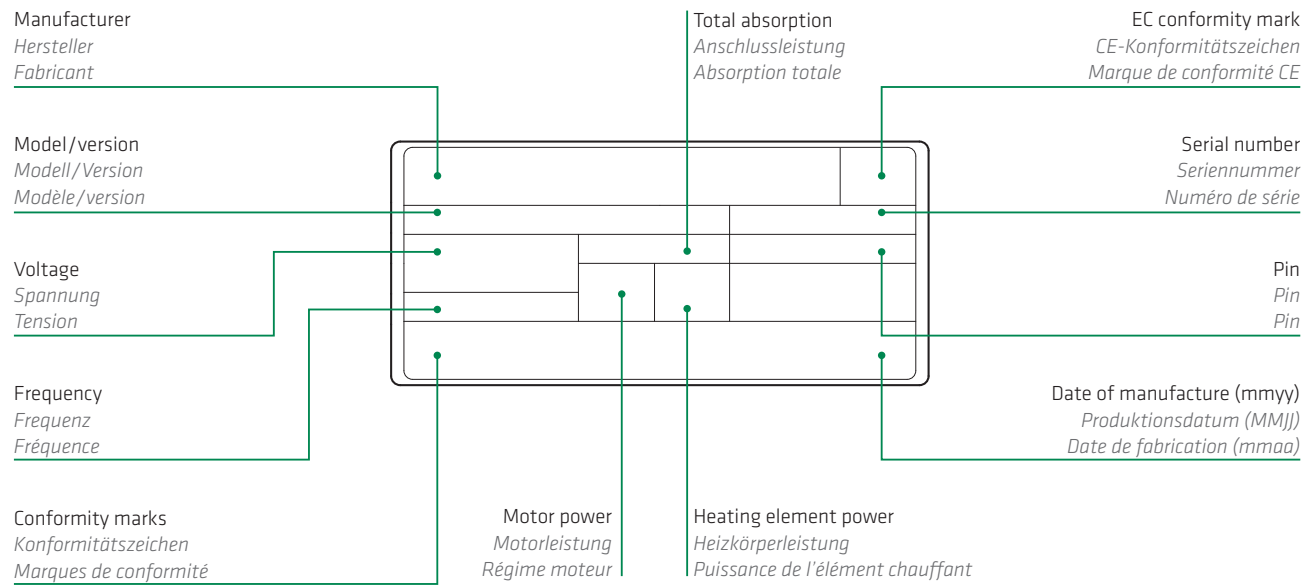 Manufacturer
Hersteller
Fabricant
Total absorption
Anschlussleistung
Absorption totale
EC conformity mark
CE-Konformitätszeichen
Marque de conformité CE
Model/version
Modell/Version
Modèle/version
Serial number
Seriennummer
Numéro de série
Voltage
Spannung
Tension
Pin
Pin
Pin
Frequency
Frequenz
Fréquence
Date of manufacture (mmyy)
Produktionsdatum (MMJJ)
Date de fabrication (mmaa)
Conformity marks
Konformitätszeichen
Marques de conformité
Motor power
Motorleistung
Régime moteur
Heating element power
Heizkörperleistung
Puissance de l'élément chauffant